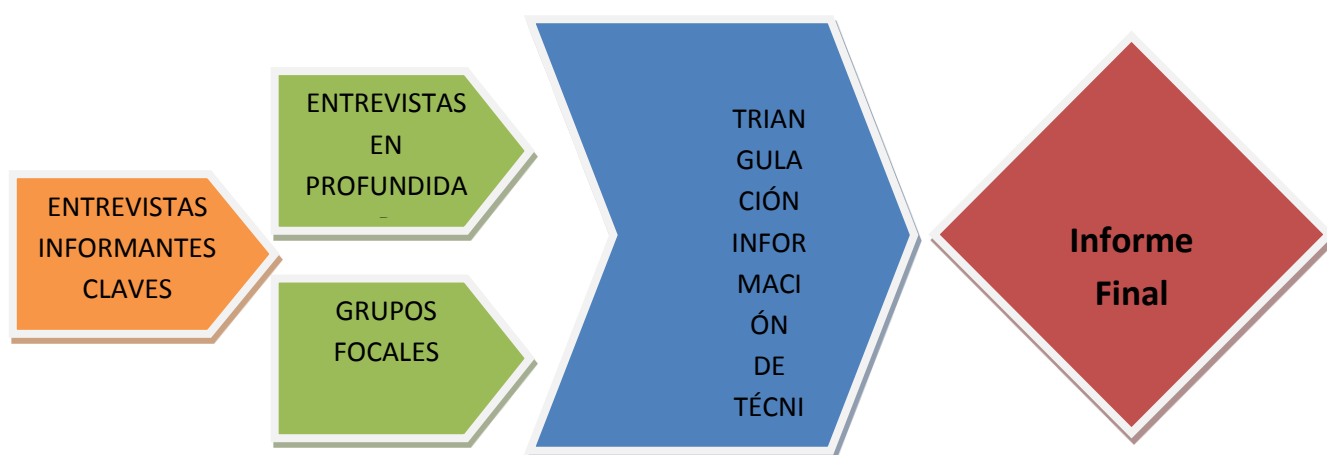 ENTREVISTAS
INFORMANTES
CLAVES
ENTREVISTAS
EN
PROFUNDIDA
GRUPOS
FOCALES
TRIAN
GULA
CIÓN
INFOR
MACI
ÓN
DE
TÉCNI
Informe
Final